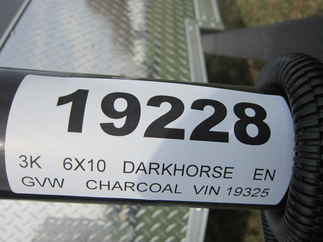 19228
3K 6X10 DARKHORSE EN
GVW CHARCOAL VIN 19325